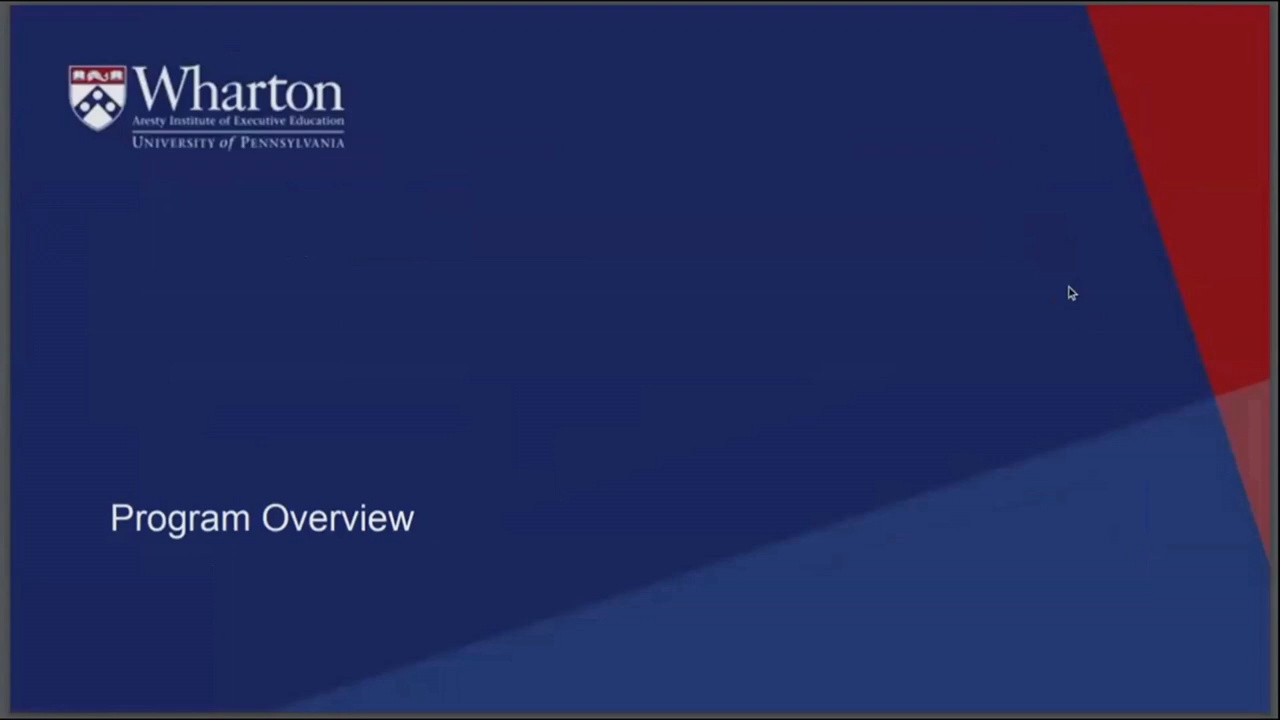 Wharton
Aresty Institute of Executive Education
University of Pennsylvania
Program Overview